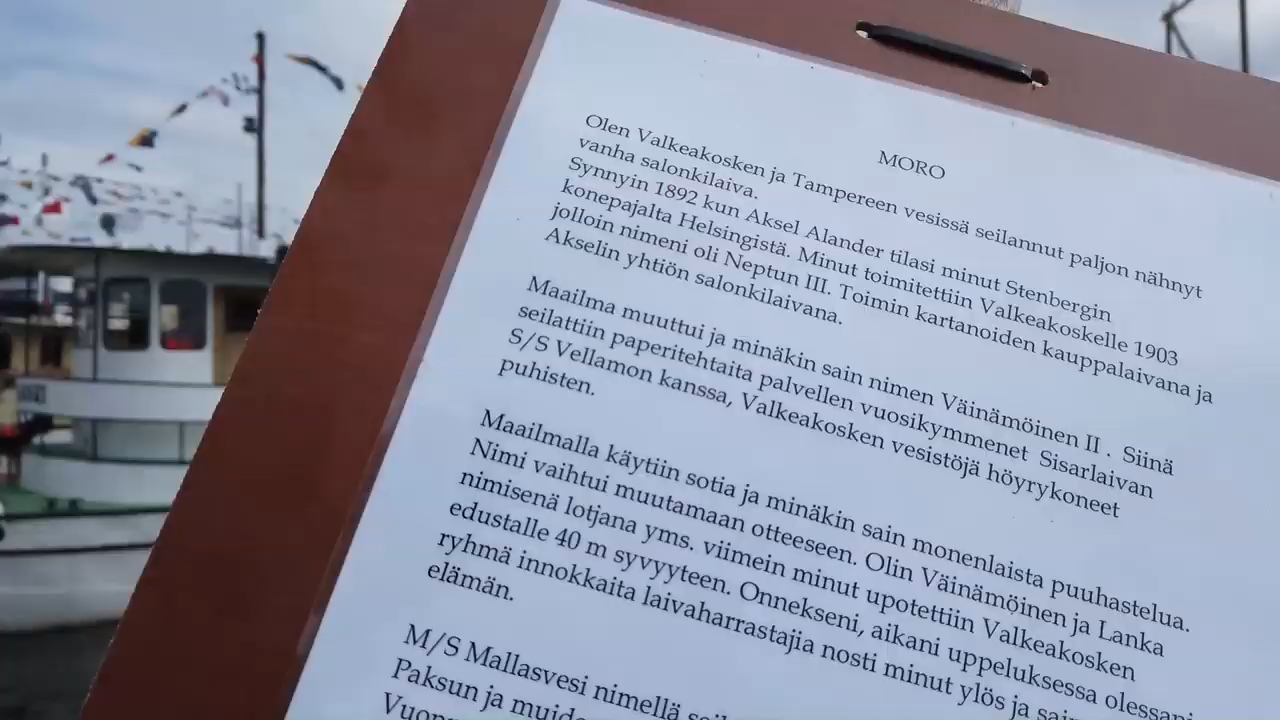 MORO
Olen Valkeakosken ja Tampereen vesissä seilannut paljon nähnyt
vanha salonkilaiva.
Synnyin 1892 kun Aksel Alander tilasi minut Stenbergin
konepajalta Helsingistä. Minut toimitettiin Valkeakoskelle 1903
jolloin nimeni oli Neptun III. Toimin kartanoiden kauppalaivana ja
Akselin yhtiön salonkilaivana.
Maailma muuttui ja minäkin sain nimen Väinämöinen II . Siinä
seilattiin paperitehtaita palvellen vuosikymmenet Sisarlaivan
S/S Vellamon kanssa, Valkeakosken vesistöjä höyrykoneet
puhisten.
Maailmalla käytiin sotia ja minäkin sain monenlaista puuhastelua.
Nimi vaihtui muutamaan otteeseen. Olin Väinämöinen ja Lanka
nimisenä lotjana yms. viimein minut upotettiin Valkeakosken
edustalle 40 m syvyyteen. Onnekseni, aikani uppeluksessa olessani
ryhmä innokkaita laivaharrastajia nosti minut ylös ja sain
elämän.
M/S Mallasvesi nimellä
Paksun ja